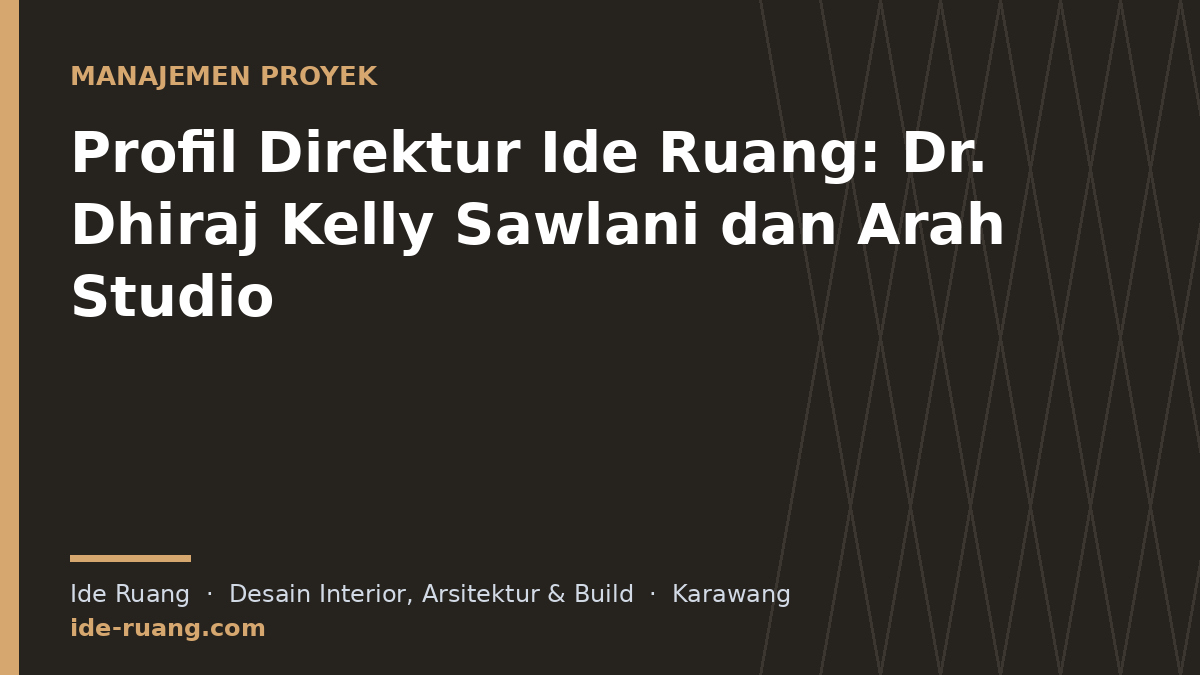 MANAJEMEN PROYEK
Profil Direktur Ide Ruang: Dr.
Dhiraj Kelly Sawlani dan Arah
Studio
Ide Ruang · Desain Interior, Arsitektur & Build · Karawang
ide-ruang.com